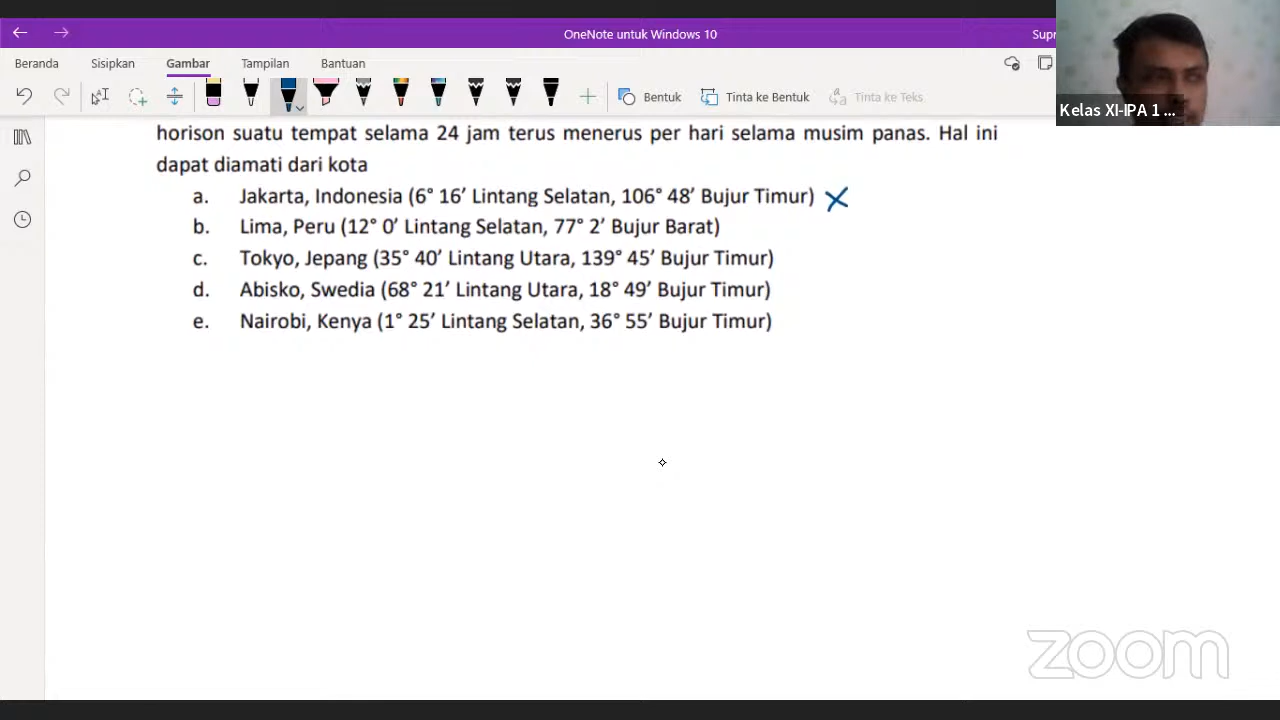 OneNote untuk Windows 10
Supr
Beranda Sisipkan Gambar Tampilan Bantuan
Bentuk Tinta ke Bentuk Tinta ke Teks
Kelas XI-IPA 1 ...
horison suatu tempat selama 24 jam terus menerus per hari selama musim panas. Hal ini
dapat diamati dari kota
a. Jakarta, Indonesia (6° 16’ Lintang Selatan, 106° 48’ Bujur Timur)
b. Lima, Peru (12° 0’ Lintang Selatan, 77° 2’ Bujur Barat)
c. Tokyo, Jepang (35° 40’ Lintang Utara, 139° 45’ Bujur Timur)
d. Abisko, Swedia (68° 21’ Lintang Utara, 18° 49’ Bujur Timur)
e. Nairobi, Kenya (1° 25’ Lintang Selatan, 36° 55’ Bujur Timur)
zoom